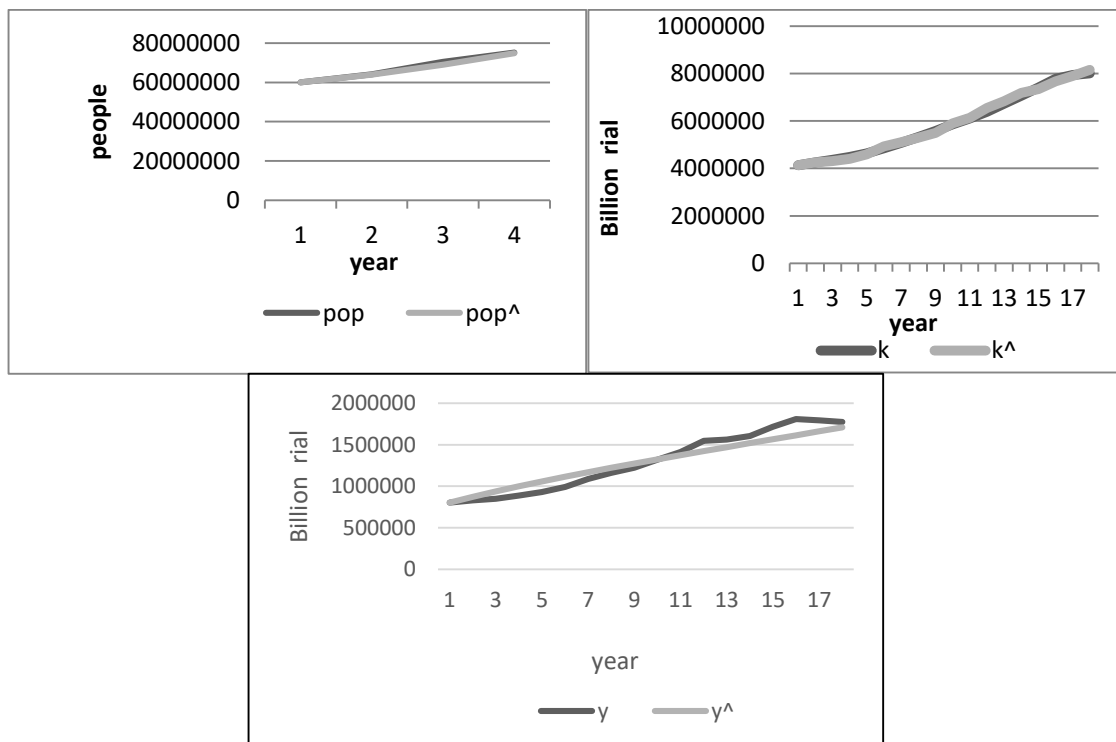 80000000
60000000
40000000
20000000
0
people
1 2 3 4
year
pop pop^
10000000
8000000
6000000
4000000
2000000
0
Billion rial
1 3 5 7 9 11 13 15 17
year
k k^
2000000
1500000
1000000
500000
0
Billion rial
1 3 5 7 9 11 13 15 17
year
y y^